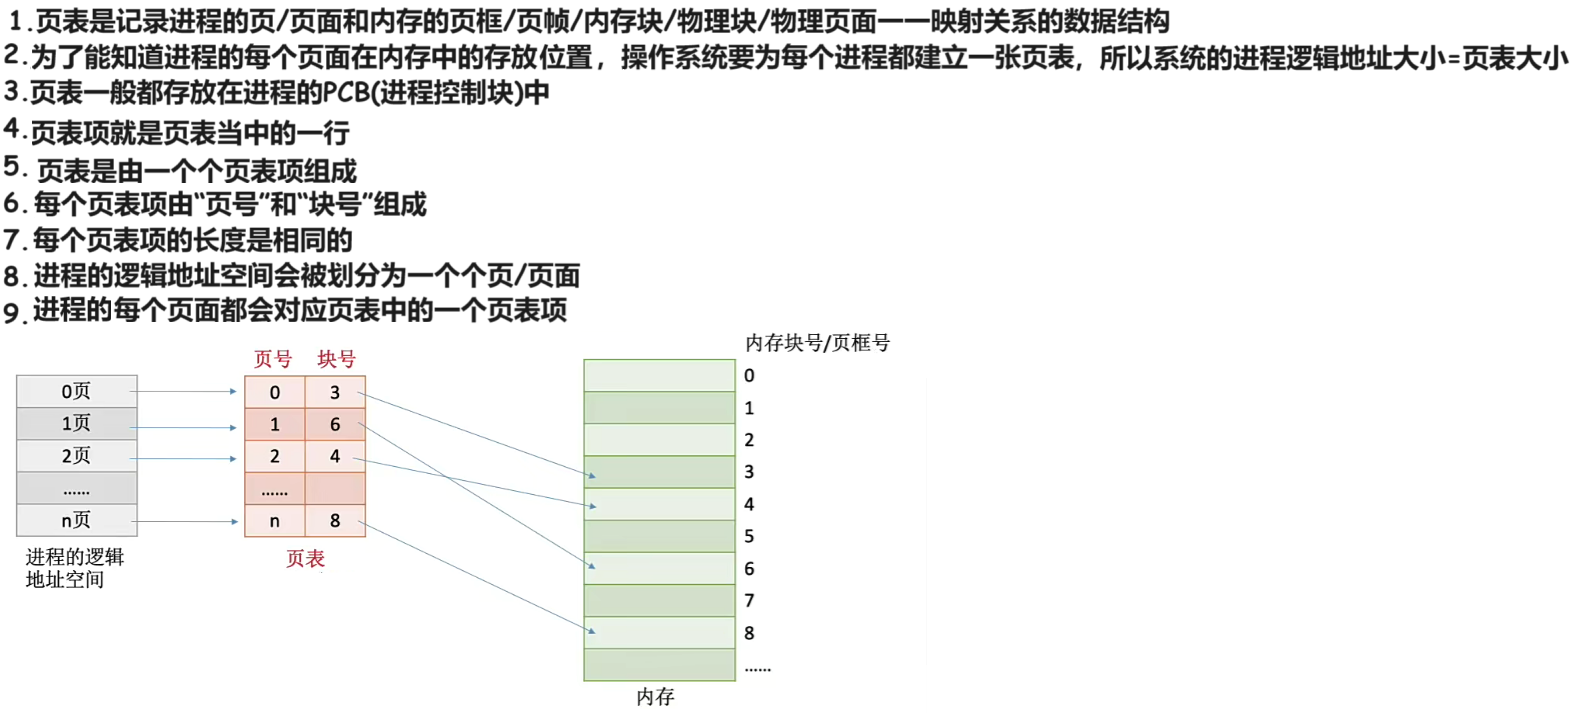 1.页表是记录进程的页/页面和内存的页框/页帧/内存块/物理块/物理页面一一映射关系的数据结构
2.为了能知道进程的每个页面在内存中的存放位置，操作系统要为每个进程都建立一张页表，所以系统的进程逻辑地址大小=页表大小
3.页表一般都存放在进程的PCB(进程控制块)中
4.页表项就是页表当中的一行
5.页表是由一个个页表项组成
6.每个页表项由“页号”和“块号”组成
7.每个页表项的长度是相同的
8.进程的逻辑地址空间会被划分为一个个页/页面
9.进程的每个页面都会对应页表中的一个页表项
0页
1页
2页
……
n页
进程的逻辑
地址空间
页号 块号
0 3
1 6
2 4
……
n 8
页表
内存块号/页框号
0
1
2
3
4
5
6
7
8
……
内存